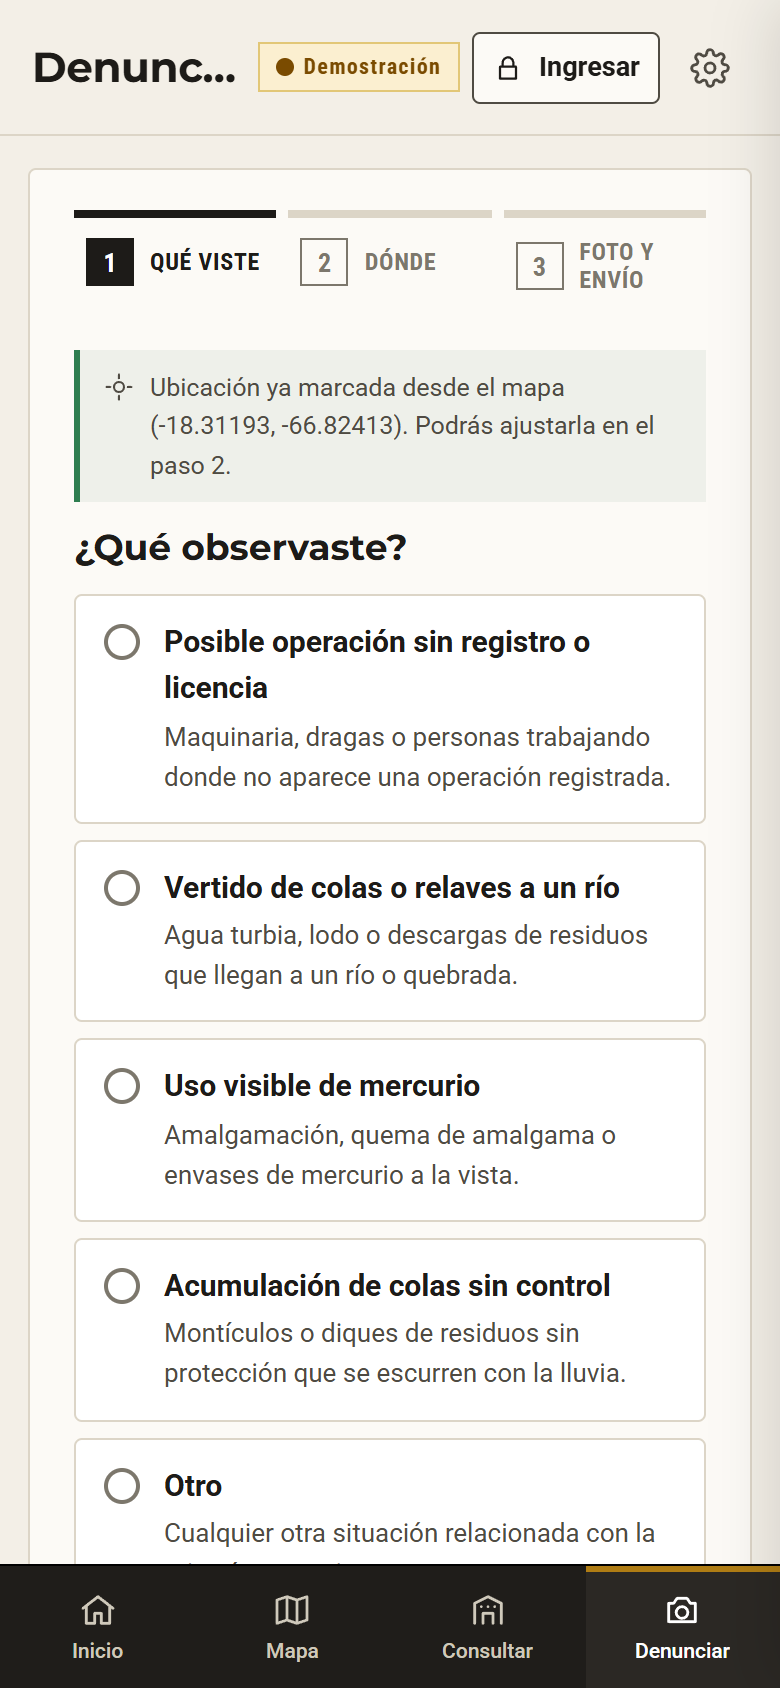 Denunc...
Demostración
Ingresar
1 QUÉ VISTE
2 DÓNDE
3 FOTO Y
ENVÍO
Ubicación ya marcada desde el mapa
(-18.31193, -66.82413). Podrás ajustarla en el
paso 2.
¿Qué observaste?
Posible operación sin registro o
licencia
Maquinaria, dragas o personas trabajando
donde no aparece una operación registrada.
Vertido de colas o relaves a un río
Agua turbia, lodo o descargas de residuos
que llegan a un río o quebrada.
Uso visible de mercurio
Amalgamación, quema de amalgama o
envases de mercurio a la vista.
Acumulación de colas sin control
Montículos o diques de residuos sin
protección que se escurren con la lluvia.
Otro
Cualquier otra situación relacionada con la
Inicio
Mapa
Consultar
Denunciar